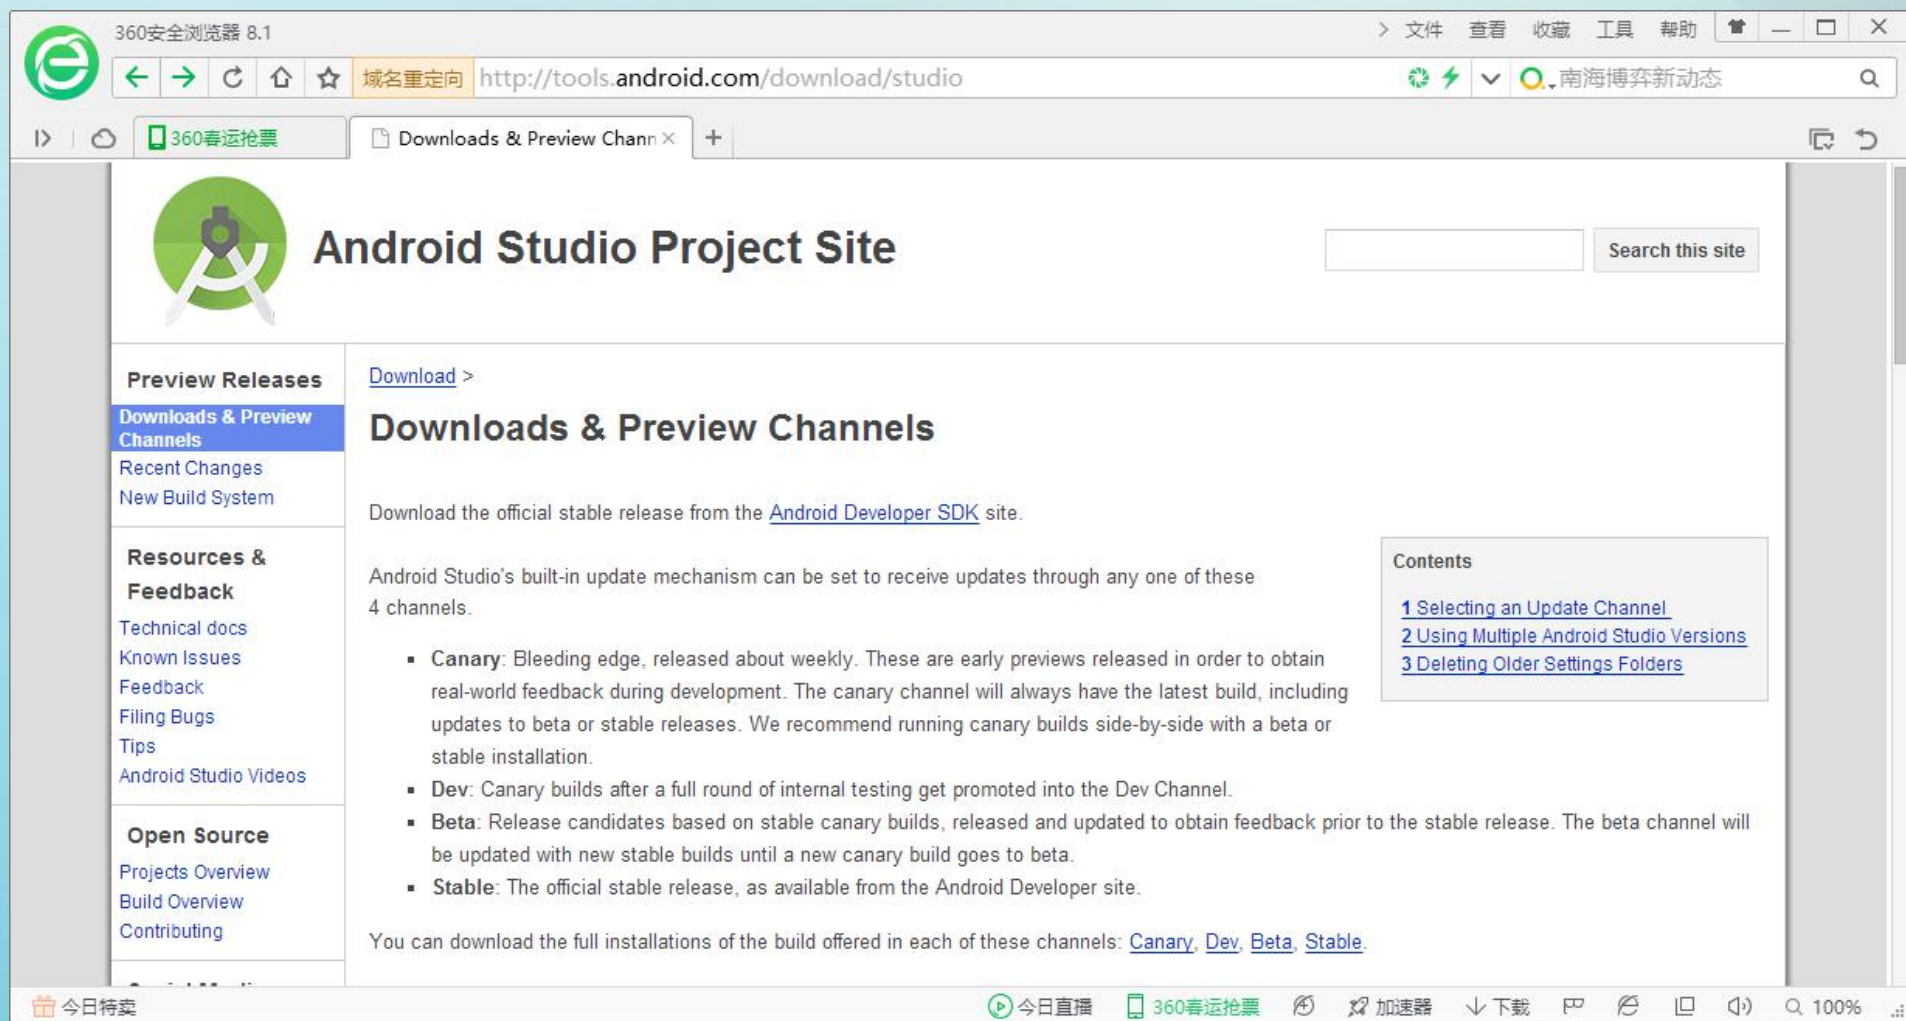 360安全浏览器 8.1
文件 查看 收藏 工具 帮助
域名重定向 http://tools.android.com/download/studio
南海博弈新动态
360春运抢票
Downloads & Preview Chann
Android Studio Project Site
Search this site
Preview Releases
Downloads & Preview
Channels
Recent Changes
New Build System
Resources &
Feedback
Technical docs
Known Issues
Feedback
Filing Bugs
Tips
Android Studio Videos
Open Source
Projects Overview
Build Overview
Contributing
Download >
Downloads & Preview Channels
Download the official stable release from the Android Developer SDK site.
Android Studio's built-in update mechanism can be set to receive updates through any one of these
4 channels.
Canary: Bleeding edge, released about weekly. These are early previews released in order to obtain
real-world feedback during development. The canary channel will always have the latest build, including
updates to beta or stable releases. We recommend running canary builds side-by-side with a beta or
stable installation.
Dev: Canary builds after a full round of internal testing get promoted into the Dev Channel.
Beta: Release candidates based on stable canary builds, released and updated to obtain feedback prior to the stable release. The beta channel will
be updated with new stable builds until a new canary build goes to beta.
Stable: The official stable release, as available from the Android Developer site.
You can download the full installations of the build offered in each of these channels: Canary, Dev, Beta, Stable.
Contents
1 Selecting an Update Channel
2 Using Multiple Android Studio Versions
3 Deleting Older Settings Folders
今日特卖
今日直播
360春运抢票
加速器
下载
100%